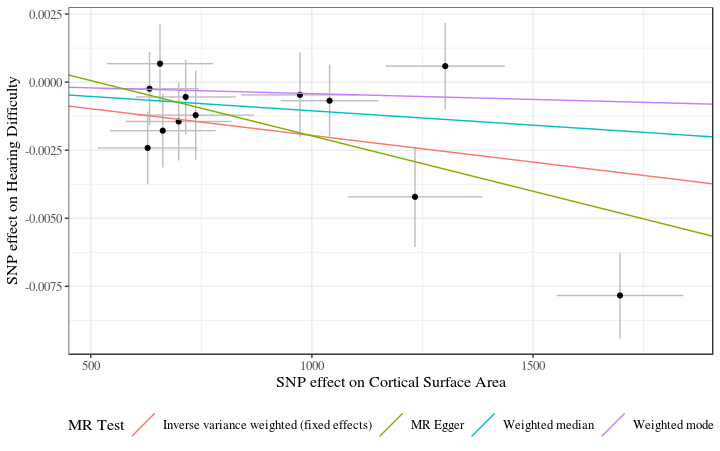 SNP effect on Hearing Difficulty
0.0025
0.0000
-0.0025
-0.0050
-0.0075
500
1000
1500
SNP effect on Cortical Surface Area
MR Test
Inverse variance weighted (fixed effects)
MR Egger
Weighted median
Weighted mode